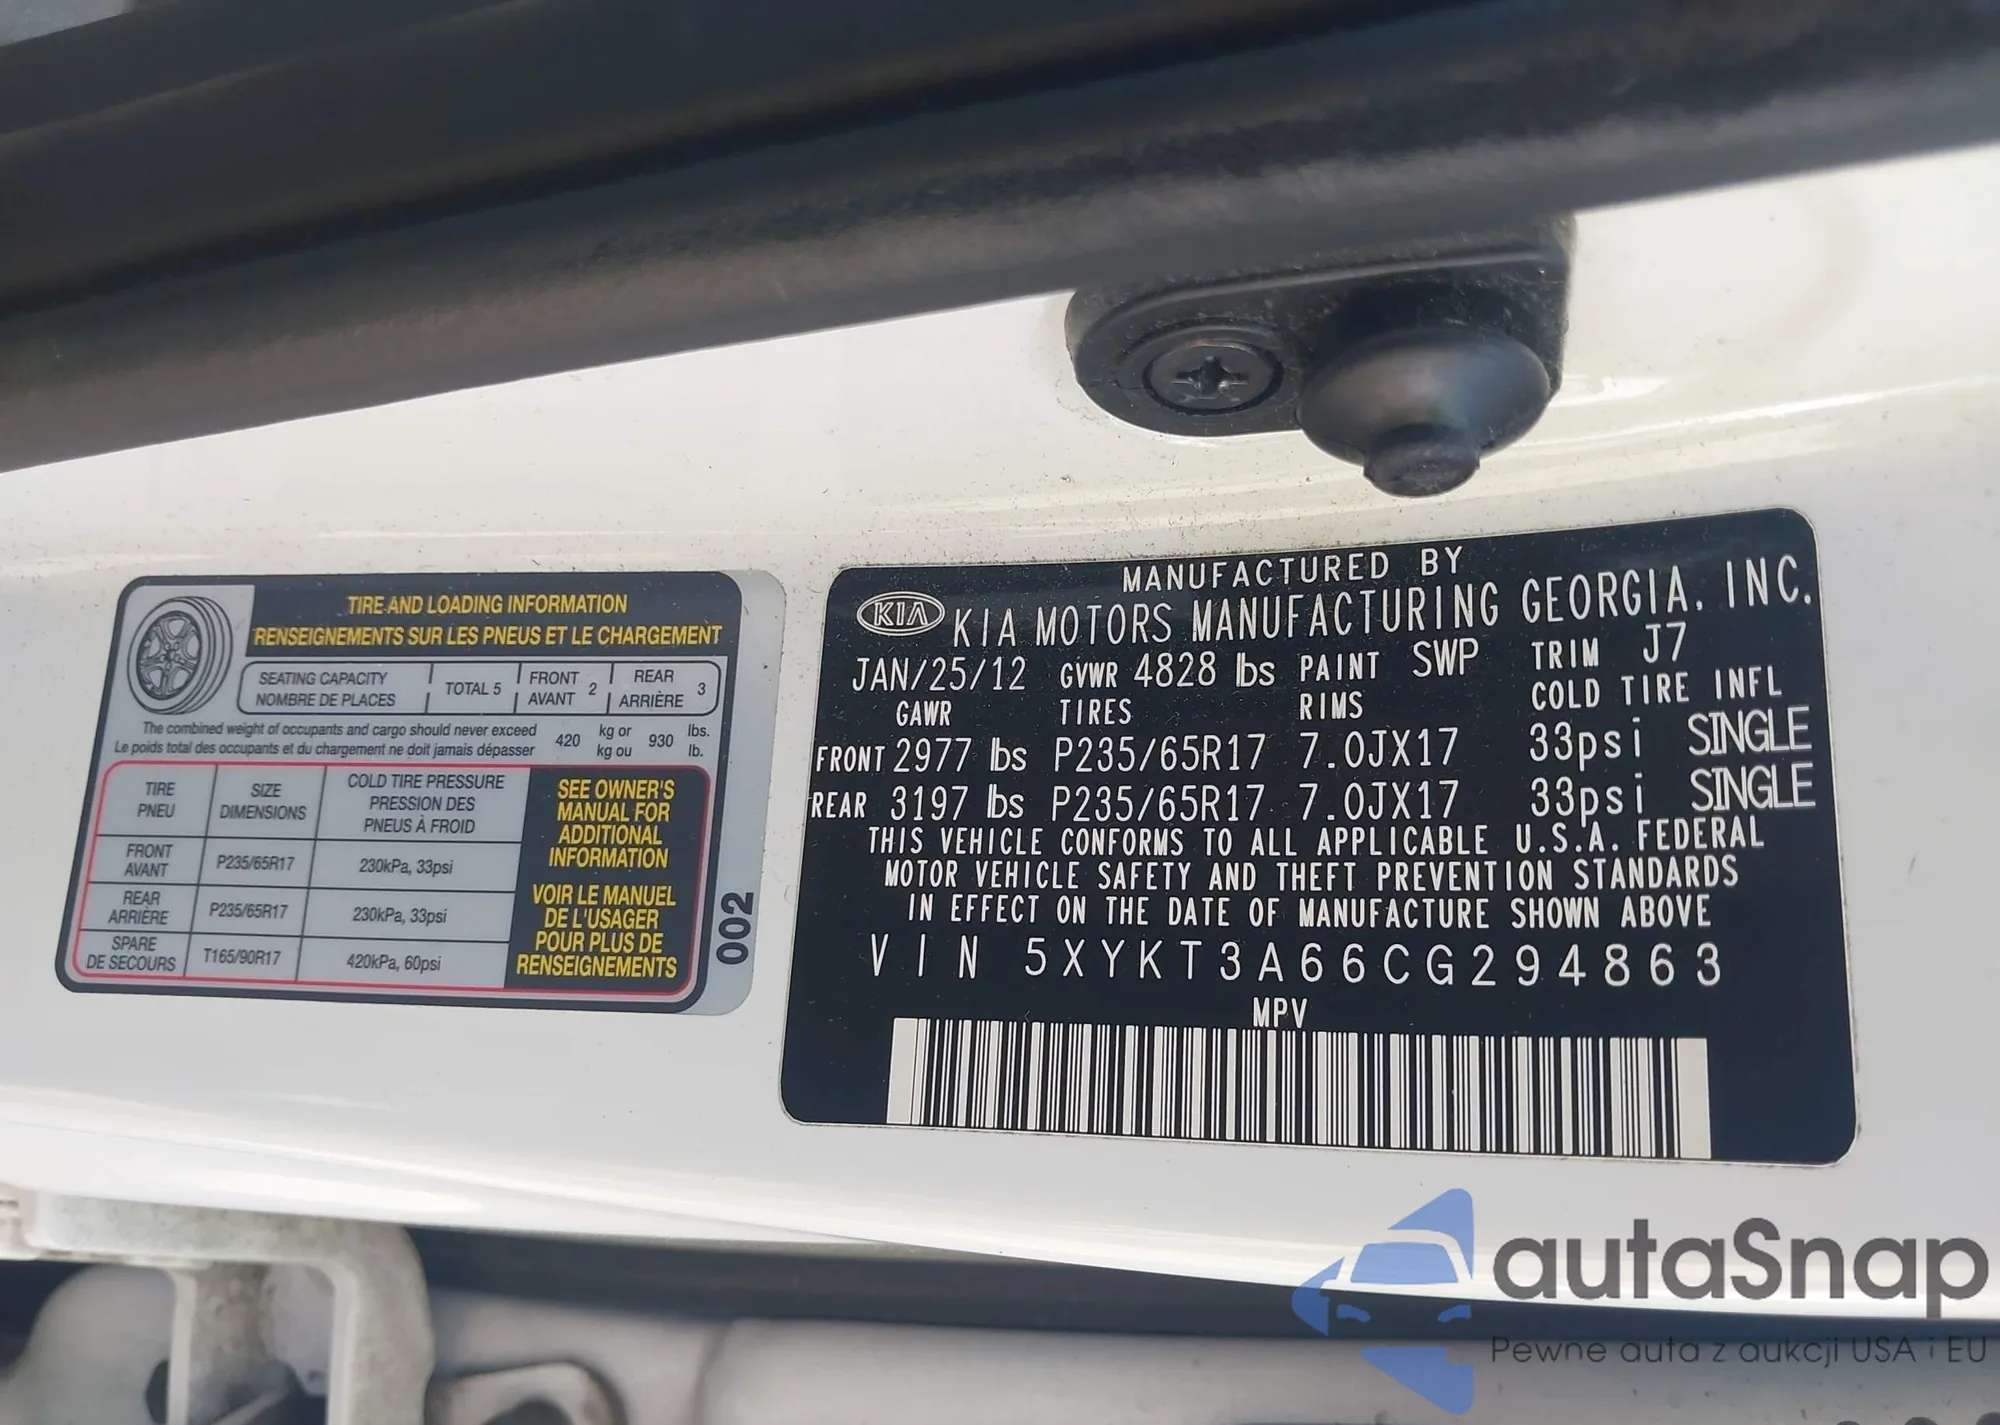 TIRE AND LOADING INFORMATION
RENSEIGNEMENTS SUR LES PNEUS ET LE CHARGEMENT
SEATING CAPACITY
NOMBRE DE PLACES
TOTAL 5
FRONT
AVANT
2
REAR
ARRIÈRE
3
The combined weight of occupants and cargo should never exceed
Le poids total des occupants et du chargement ne doit jamais dépasser
420
kg or
kg ou
930
lbs.
lb.
TIRE
PNEU
SIZE
DIMENSIONS
COLD TIRE PRESSURE
PRESSION DES
PNEUS À FROID
FRONT
AVANT
P235/65R17
230kPa, 33psi
REAR
ARRIÈRE
P235/65R17
230kPa, 33psi
SPARE
DE SECOURS
T165/90R17
420kPa, 60psi
SEE OWNER'S
MANUAL FOR
ADDITIONAL
INFORMATION
VOIR LE MANUEL
DE L'USAGER
POUR PLUS DE
RENSEIGNEMENTS
002
MANUFACTURED BY
KIA KIA MOTORS MANUFACTURING GEORGIA, INC.
JAN/25/12 GVWR 4828 lbs PAINT SWP TRIM J7
GAWR TIRES RIMS COLD TIRE INFL
FRONT 2977 lbs P235/65R17 7.0JX17 33psi SINGLE
REAR 3197 lbs P235/65R17 7.0JX17 33psi SINGLE
THIS VEHICLE CONFORMS TO ALL APPLICABLE U.S.A. FEDERAL
MOTOR VEHICLE SAFETY AND THEFT PREVENTION STANDARDS
IN EFFECT ON THE DATE OF MANUFACTURE SHOWN ABOVE
VIN 5XYKT3A66CG294863
MPV
autaSnap
Pewne auta z aukcji USA i EU